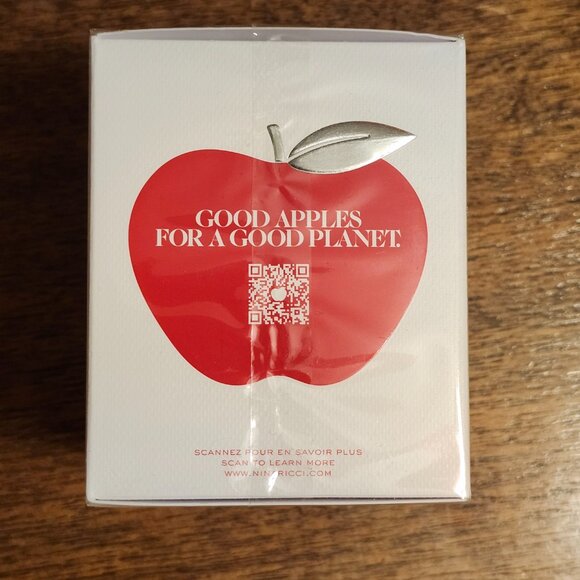 GOOD APPLES
FOR A GOOD PLANET.
SCANNEZ POUR EN SAVOIR PLUS
SCAN TO LEARN MORE
WWW.NINARICCI.COM